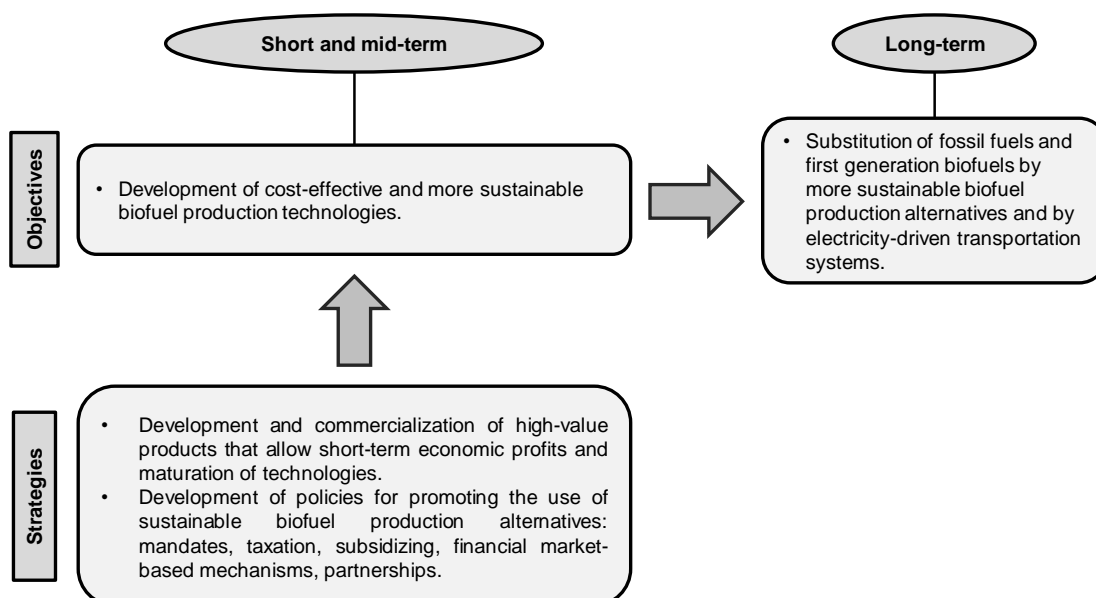 Short and mid-term
Long-term
Objectives
• Development of cost-effective and more sustainable
biofuel production technologies.
• Substitution of fossil fuels and
first generation biofuels by
more sustainable biofuel
production alternatives and by
electricity-driven transportation
systems.
Strategies
• Development and commercialization of high-value
products that allow short-term economic profits and
maturation of technologies.
• Development of policies for promoting the use of
sustainable biofuel production alternatives:
mandates, taxation, subsidizing, financial market-
based mechanisms, partnerships.